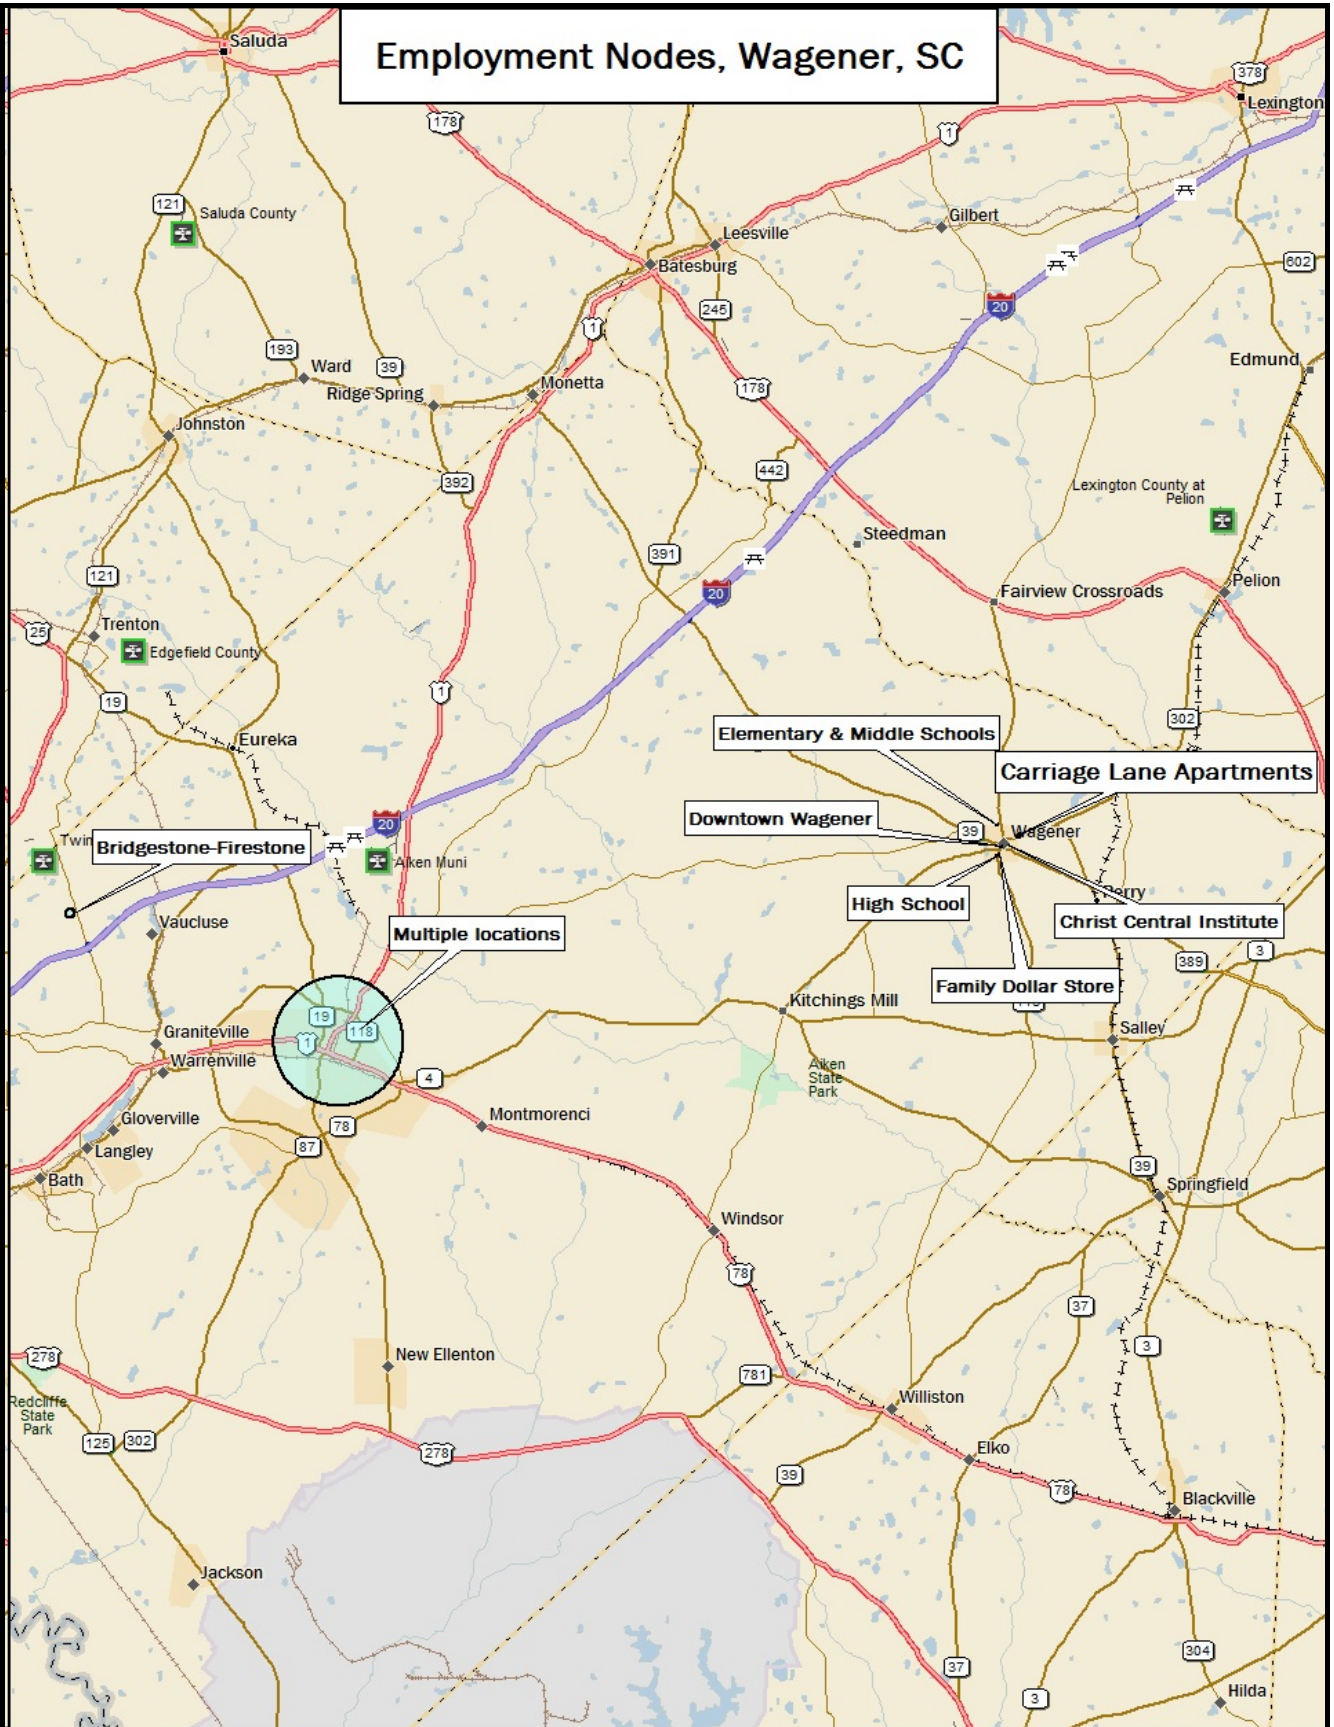 Employment Nodes, Wagener, SC
Saluda
378
Lexington
178
1
121
Saluda County
Gilbert
Leesville
Batesburg
602
245
20
1
193
39
Ward
Edmund
Ridge Spring
Monetta
178
Johnston
392
442
Lexington County at
Pelion
Steedman
391
121
20
Pelion
Fairview Crossroads
25
Trenton
Edgefield County
1
19
302
Elementary & Middle Schools
Eureka
Carriage Lane Apartments
Downtown Wagener
20
39
Wagener
Twin
Bridgestone-Firestone
Aiken Muni
High School
Christ Central Institute
Vaucluse
Multiple locations
3
389
Family Dollar Store
Kitchings Mill
19
118
1
Graniteville
Salley
Warrenville
Aiken
State
Park
4
Gloverville
Montmorenci
78
87
Langley
39
Bath
Springfield
Windsor
78
37
3
278
New Ellenton
781
Redcliffe
State
Park
Williston
125
302
278
Elko
39
78
Blackville
Jackson
304
37
3
Hilda